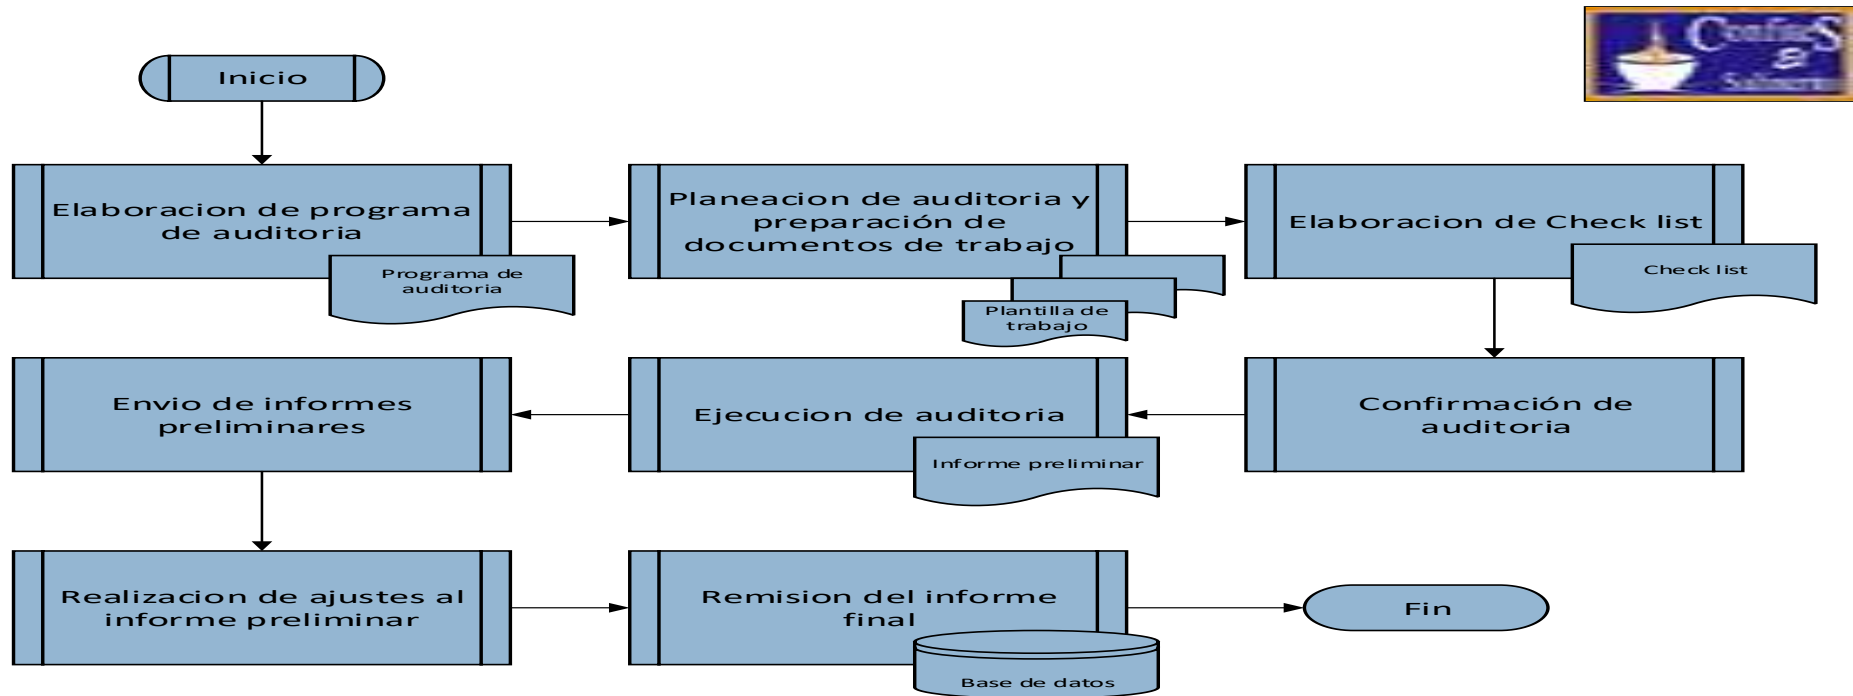 Inicio
ConfineS
&
Elaboracion de programa
de auditoria
Programa de
auditoria
Planeacion de auditoria y
preparación de
documentos de trabajo
Plantilla de
trabajo
Elaboracion de Check list
Check list
Confirmación de
auditoria
Ejecucion de auditoria
Informe preliminar
Envio de informes
preliminares
Realizacion de ajustes al
informe preliminar
Remision del informe
final
Base de datos
Fin